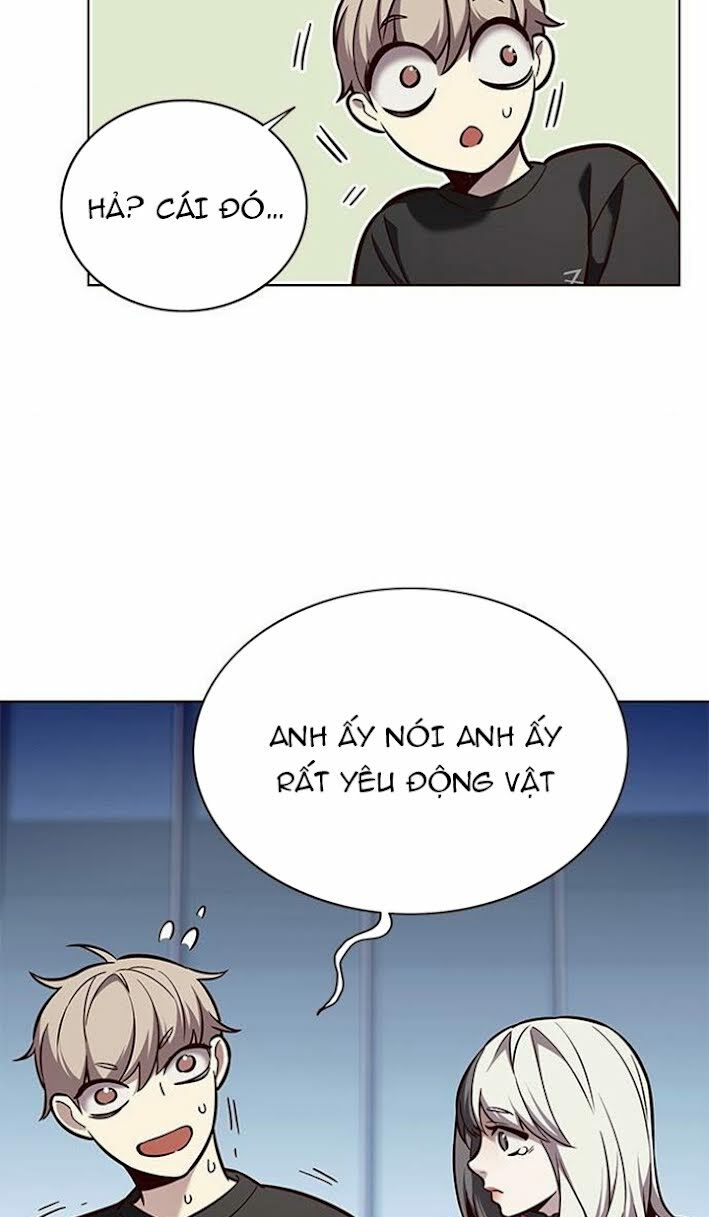 HẢ? CÁI ĐÓ...
ANH ẤY NÓI ANH ẤY
RẤT YÊU ĐỘNG VẬT